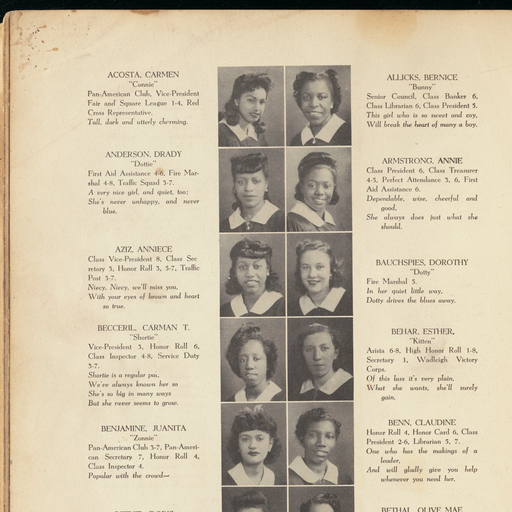 ACOSTA, CARMEN
"Connie"
Pan-American Club, Vice-President
Fair and Square League 1-4, Red
Cross Representative.
Tall, dark and utterly charming.
ANDERSON, DRADY
"Dottie"
First Aid Assistance 4-6, Fire Mar-
shal 4-8, Traffic Squad 3-7.
A very nice girl, and quiet, too;
She's never unhappy, and never
blue.
AZIZ, ANNIECE
Class Vice-President 8, Class Sec
retary 3, Honor Roll 3, 5-7, Traffic
Post 3-7.
Niecy, Niecy, we'll miss you,
With your eyes of brown and heart
so true.
BECCERIL, CARMAN T.
"Shortie"
Vice-President 3, Honor Roll 6,
Class Inspector 4-8, Service Duty
3-7.
Shortie is a regular pal,
We've always known her so
She's so big in many ways
But she never seems to grow.
BENJAMINE, JUANITA
"Zonnie"
Pan-American Club 3-7, Pan-Ameri-
can Secretary 7, Honor Roll 4,
Class Inspector 4.
Popular with the crowd—
ALLICKS, BERNICE
"Bunny"
Senior Council, Class Banker 6,
Class Librarian 6, Class President 5.
This girl who is so sweet and coy,
Will break the heart of many a boy.
ARMSTRONG, ANNIE
Class President 6, Class Treasurer
4-5, Perfect Attendance 3, 6, First
Aid Assistance 6.
Dependable, wise, cheerful and
good,
She always does just what she
should.
BAUCHSPIES, DOROTHY
"Dotty"
Fire Marshal 5.
In her quiet little way,
Dotty drives the blues away.
BEHAR, ESTHER,
"Kitten"
Arista 6-8, High Honor Roll 1-8,
Secretary 1, Wadleigh Victory
Corps.
Of this lass it's very plain,
What she wants, she'll surely
gain.
BENN, CLAUDINE
Honor Roll 4, Honor Card 6, Class
President 2-6, Librarian 5, 7.
One who has the makings of a
leader,
And will gladly give you help
whenever you need her.
BETHAL, OLIVE MAE